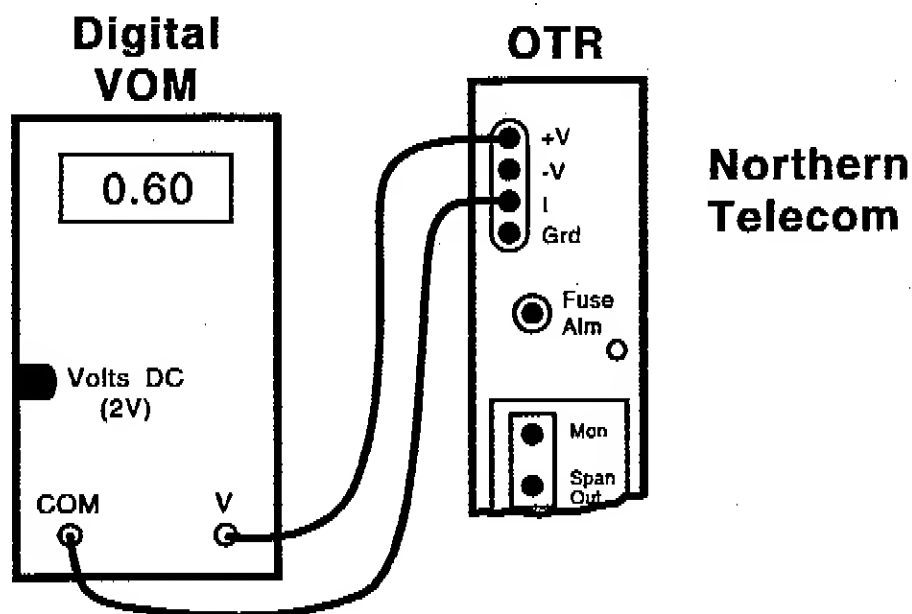 Digital
VOM
0.60
Volts DC
(2V)
COM
V
OTR
+V
-V
I
Grd
Fuse
Alm
Mon
Span
Out
Northern
Telecom